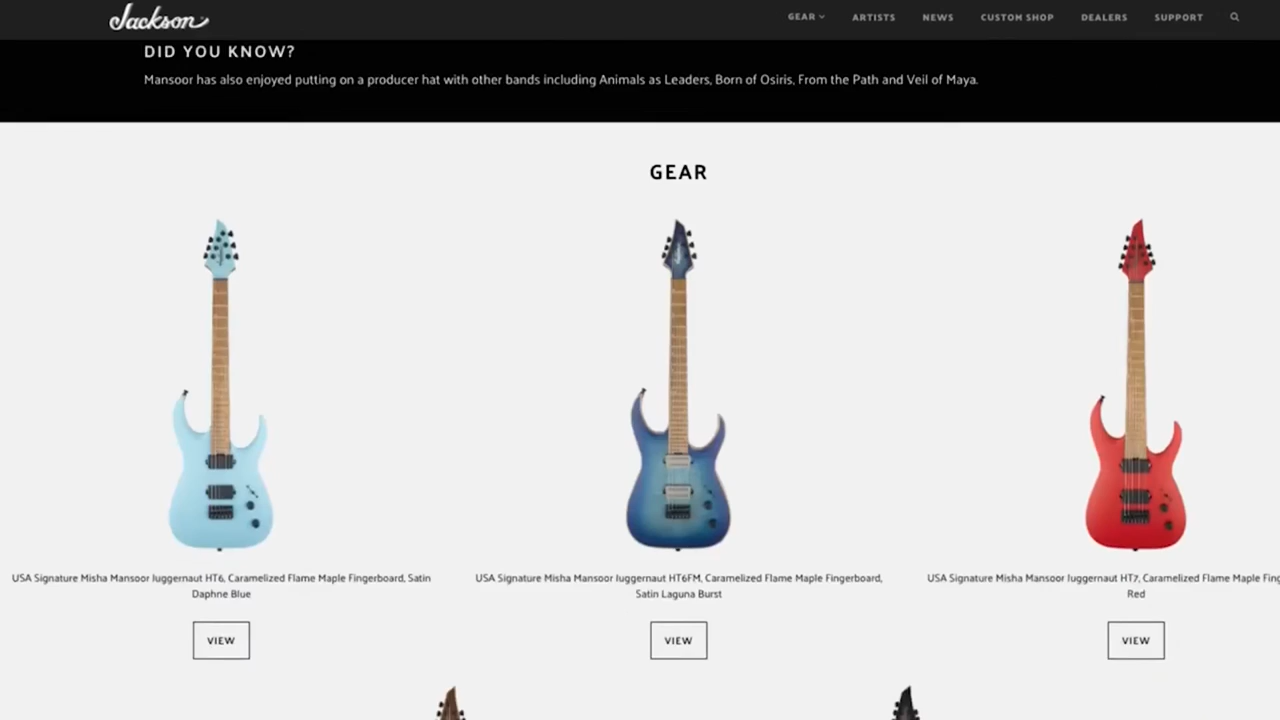 Jackson
GEAR ARTISTS NEWS CUSTOM SHOP DEALERS SUPPORT
DID YOU KNOW?
Mansoor has also enjoyed putting on a producer hat with other bands including Animals as Leaders, Born of Osiris, From the Path and Veil of Maya.
GEAR
USA Signature Misha Mansoor Juggernaut HT6, Caramelized Flame Maple Fingerboard, Satin
Daphne Blue
VIEW
USA Signature Misha Mansoor Juggernaut HT6FM, Caramelized Flame Maple Fingerboard,
Satin Laguna Burst
VIEW
USA Signature Misha Mansoor Juggernaut HT7, Caramelized Flame Maple Fing
Red
VIEW